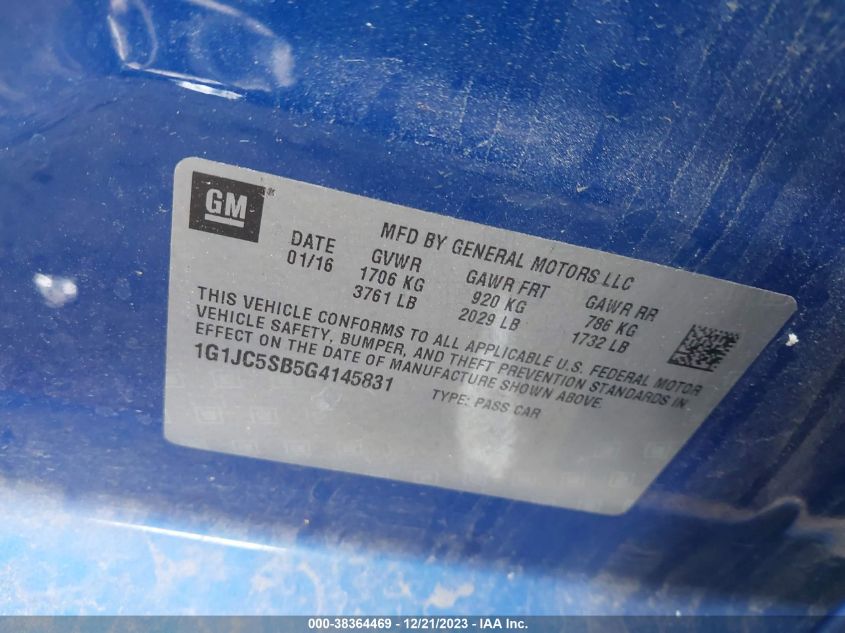 GM
MFD BY GENERAL MOTORS LLC
DATE GVWR GAWR FRT GAWR RR
01/16 1706 KG 920 KG 786 KG
3761 LB 2029 LB 1732 LB
THIS VEHICLE CONFORMS TO ALL APPLICABLE U.S. FEDERAL MOTOR
VEHICLE SAFETY, BUMPER, AND THEFT PREVENTION STANDARDS IN
EFFECT ON THE DATE OF MANUFACTURE SHOWN ABOVE.
1G1JC5SB5G4145831 TYPE: PASS CAR
000-38364469 - 12/21/2023 - IAA Inc.